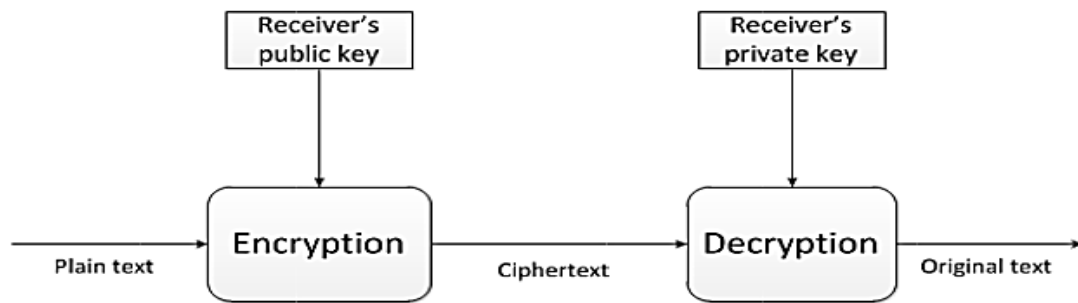 Receiver's
public key
Receiver's
private key
Encryption
Decryption
Plain text
Ciphertext
Original text